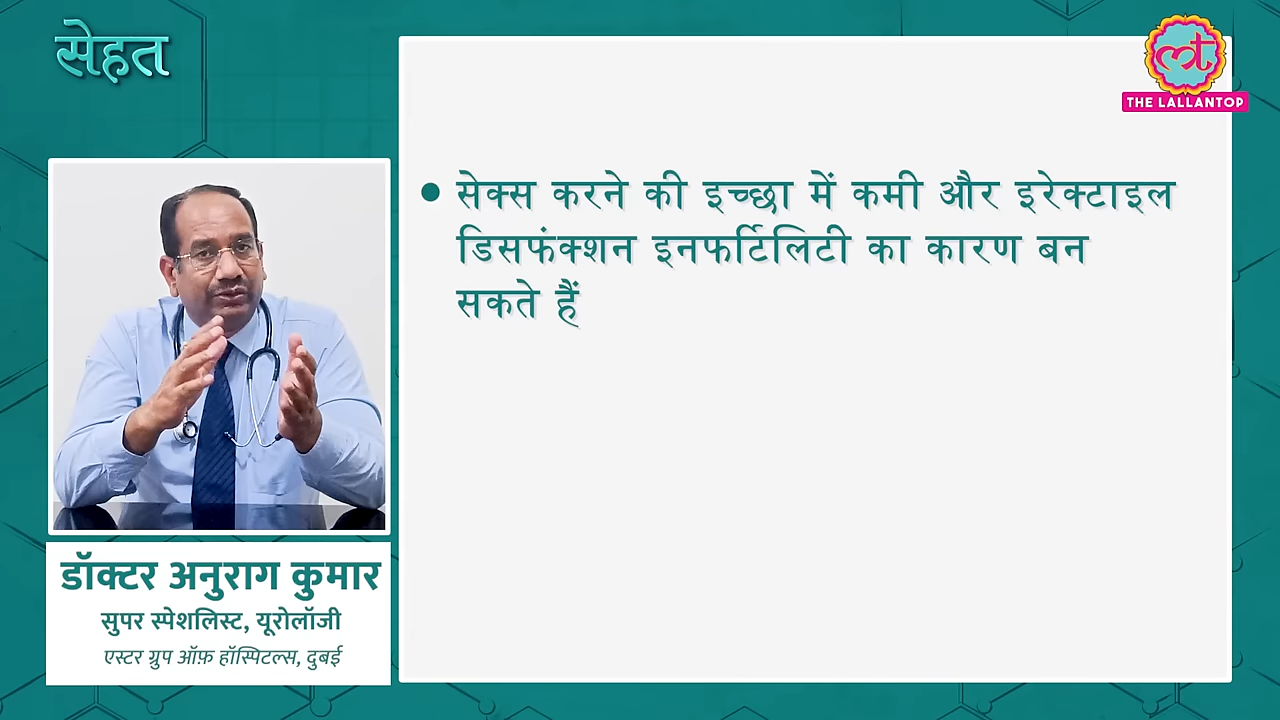 सेहत
THE LALLANTOP
• सेक्स करने की इच्छा में कमी और इरेक्टाइल
डिसफंक्शन इनफर्टिलिटी का कारण बन
सकते हैं
डॉक्टर अनुराग कुमार
सुपर स्पेशलिस्ट, यूरोलॉजी
एस्टर ग्रुप ऑफ़ हॉस्पिटल्स, दुबई